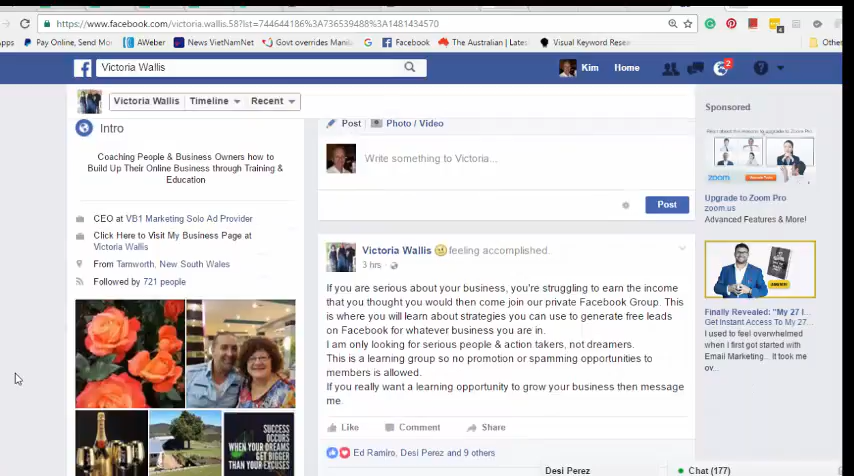 https://www.facebook.com/victoria.wallis.58?lst=744644186%3A736539488%3A1481434570
Apps
Pay Online, Send Mon
AWeber
News VietNamNet
Govt overrides Manila
Facebook
The Australian | Lates
Visual Keyword Resea
Othe
Victoria Wallis
Kim
Home
2
Victoria Wallis
Timeline
Recent
Intro
Coaching People & Business Owners how to
Build Up Their Online Business through Training &
Education
CEO at VB1 Marketing Solo Ad Provider
Click Here to Visit My Business Page at
Victoria Wallis
From Tamworth, New South Wales
Followed by 721 people
SUCCESS
OCCURS
WHEN YOUR DREAMS
GET BIGGER
THAN YOUR EXCUSES
Post
Photo / Video
Write something to Victoria...
Post
Victoria Wallis feeling accomplished.
3 hrs
If you are serious about your business, you're struggling to earn the income
that you thought you would then come join our private Facebook Group. This
is where you will learn about strategies you can use to generate free leads
on Facebook for whatever business you are in.
I am only looking for serious people & action takers, not dreamers.
This is a learning group so no promotion or spamming opportunities to
members is allowed.
If you really want a learning opportunity to grow your business then message
me.
Like
Comment
Share
Ed Ramiro, Desi Perez and 9 others
Sponsored
zoom
Upgrade to Zoom Pro
zoom.us
Advanced Features & More!
Finally Revealed: "My 27 l...
Get Instant Access To My 27...
I used to feel overwhelmed
when I first got started with
Email Marketing... It took me
ov...
Desi Perez
Chat (177)